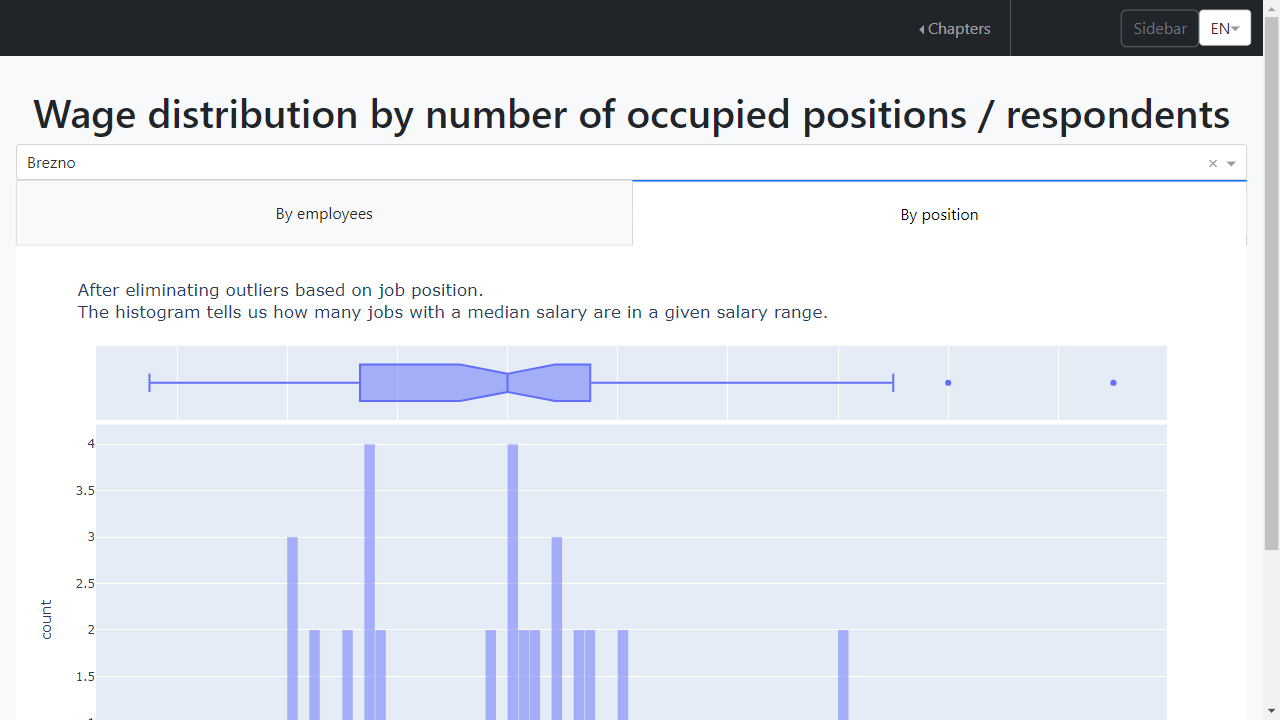 Chapters
Sidebar
EN
Wage distribution by number of occupied positions / respondents
Brezno
×
By employees
By position
After eliminating outliers based on job position.
The histogram tells us how many jobs with a median salary are in a given salary range.
4
3.5
3
2.5
2
1.5
count